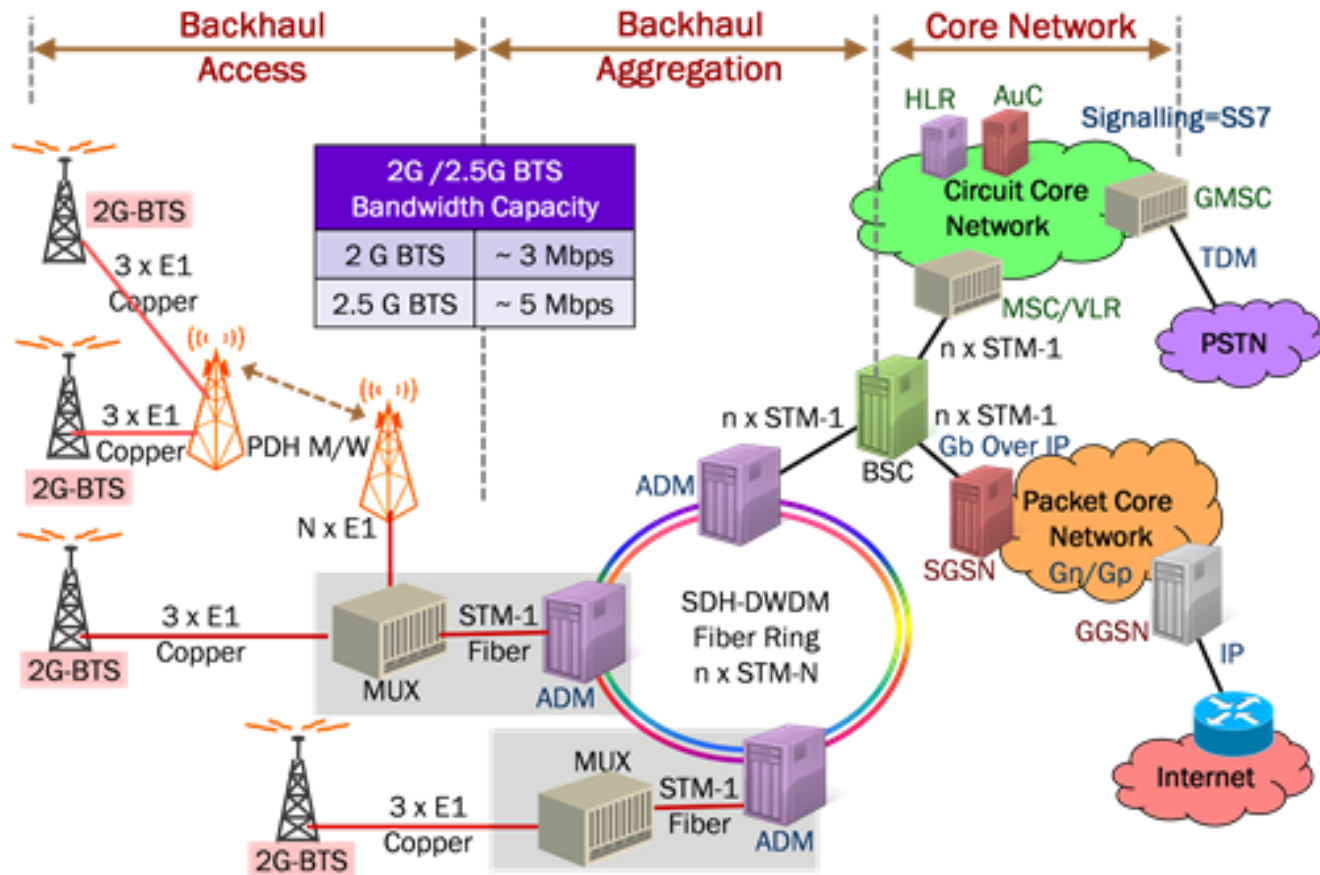 Backhaul
Access
Backhaul
Aggregation
Core Network
HLR
AuC
Signalling=SS7
Circuit Core
Network
GMSC
TDM
PSTN
MSC/VLR
n x STM-1
2G /2.5G BTS
Bandwidth Capacity
2 G BTS
~ 3 Mbps
2.5 G BTS
~ 5 Mbps
2G-BTS
3 x E1
Copper
3 x E1
Copper
2G-BTS
PDH M/W
N x E1
2G-BTS
3 x E1
Copper
MUX
STM-1
Fiber
ADM
ADM
n x STM-1
BSC
n x STM-1
Gb Over IP
SGSN
Packet Core
Network
Gn/Gp
GGSN
IP
Internet
SDH-DWDM
Fiber Ring
n x STM-N
2G-BTS
3 x E1
Copper
MUX
STM-1
Fiber
ADM